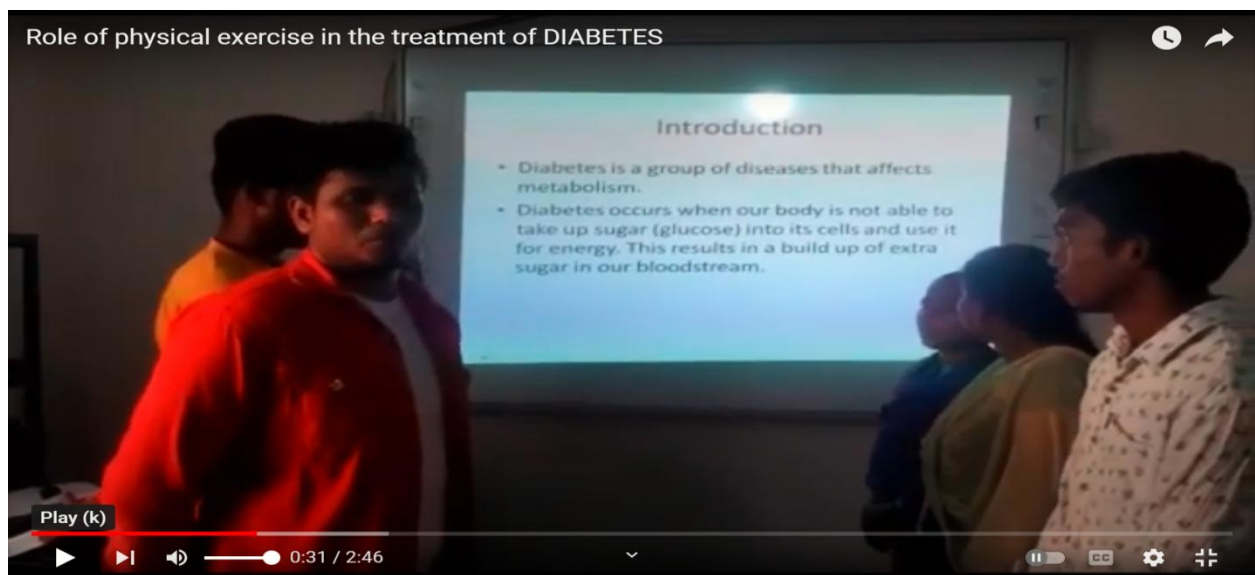 Role of physical exercise in the treatment of DIABETES
Introduction
• Diabetes is a group of diseases that affects
metabolism.
• Diabetes occurs when our body is not able to
take up sugar (glucose) into its cells and use it
for energy. This results in a build up of extra
sugar in our bloodstream.
Play (k)
0:31 / 2:46
CC